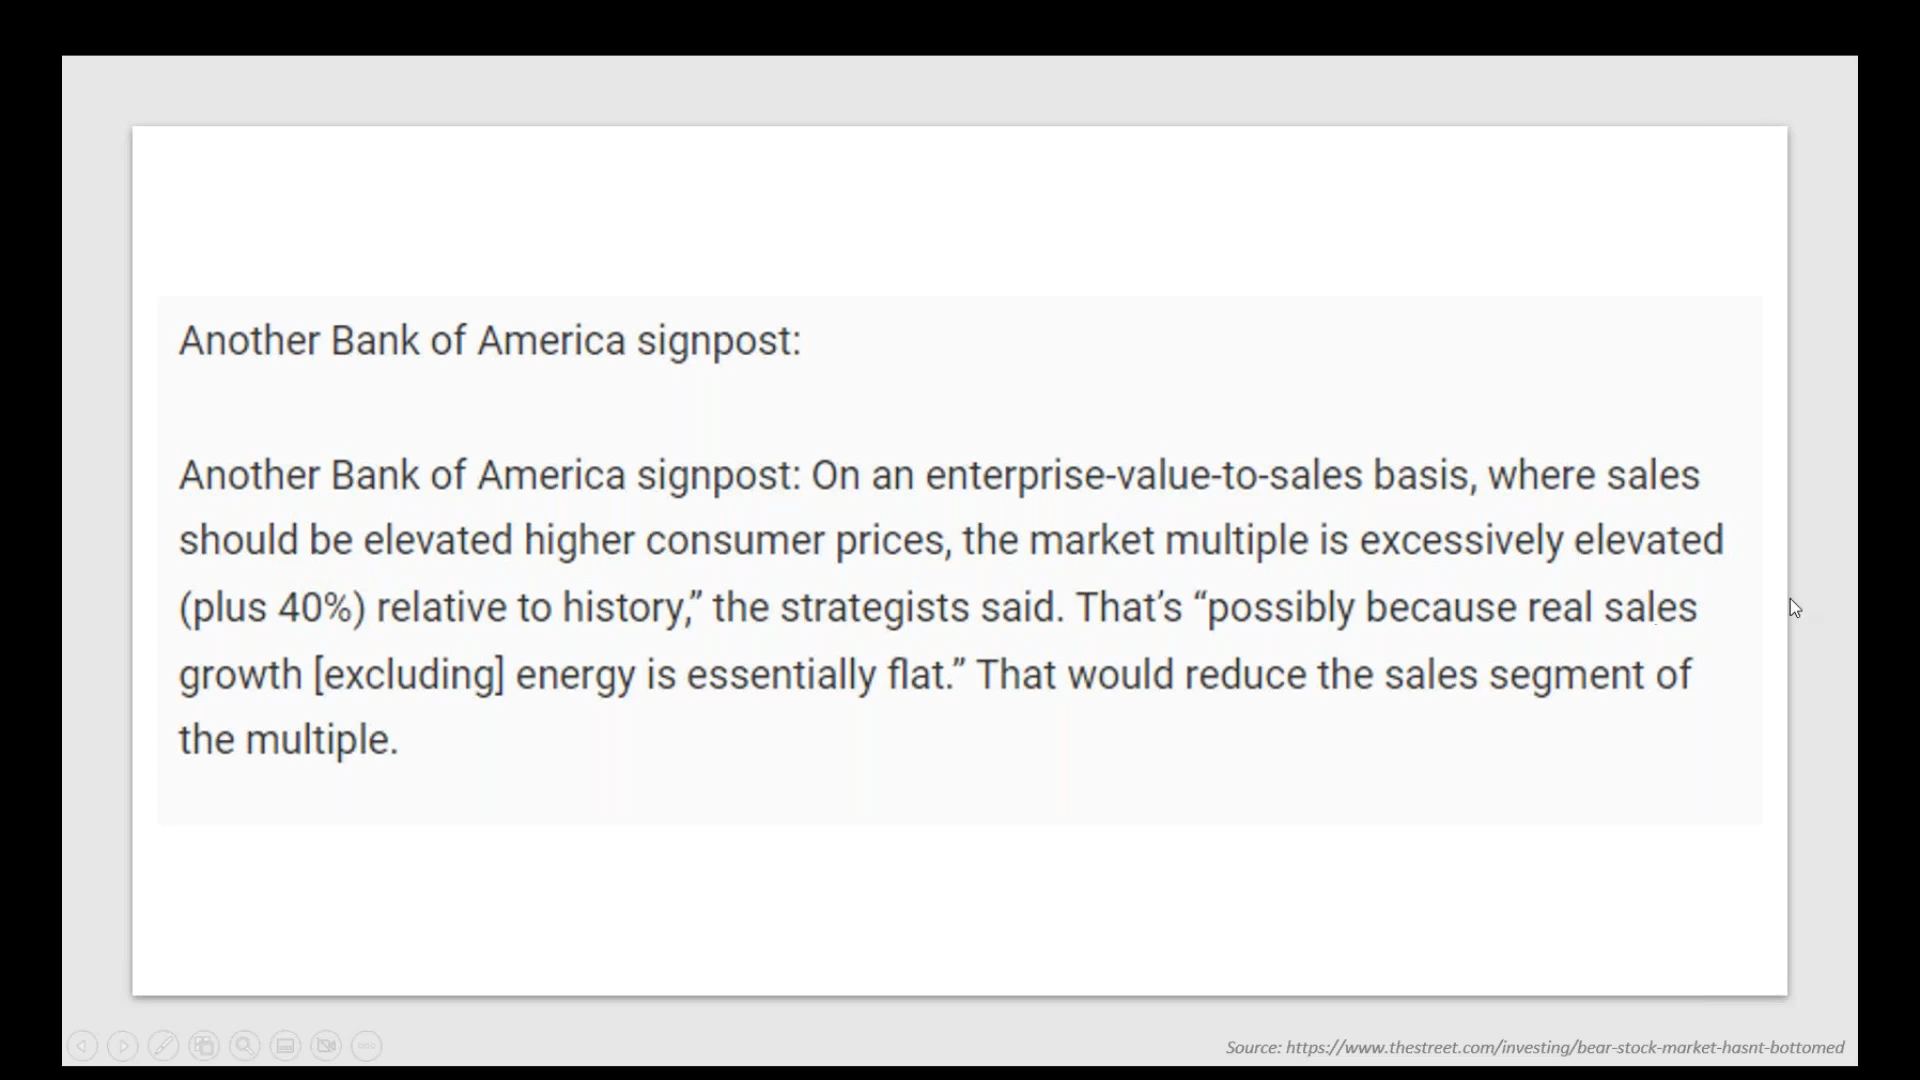 Another Bank of America signpost:
Another Bank of America signpost: On an enterprise-value-to-sales basis, where sales
should be elevated higher consumer prices, the market multiple is excessively elevated
(plus 40%) relative to history,” the strategists said. That’s “possibly because real sales
growth [excluding] energy is essentially flat.” That would reduce the sales segment of
the multiple.
Source: https://www.thestreet.com/investing/bear-stock-market-hasnt-bottomed